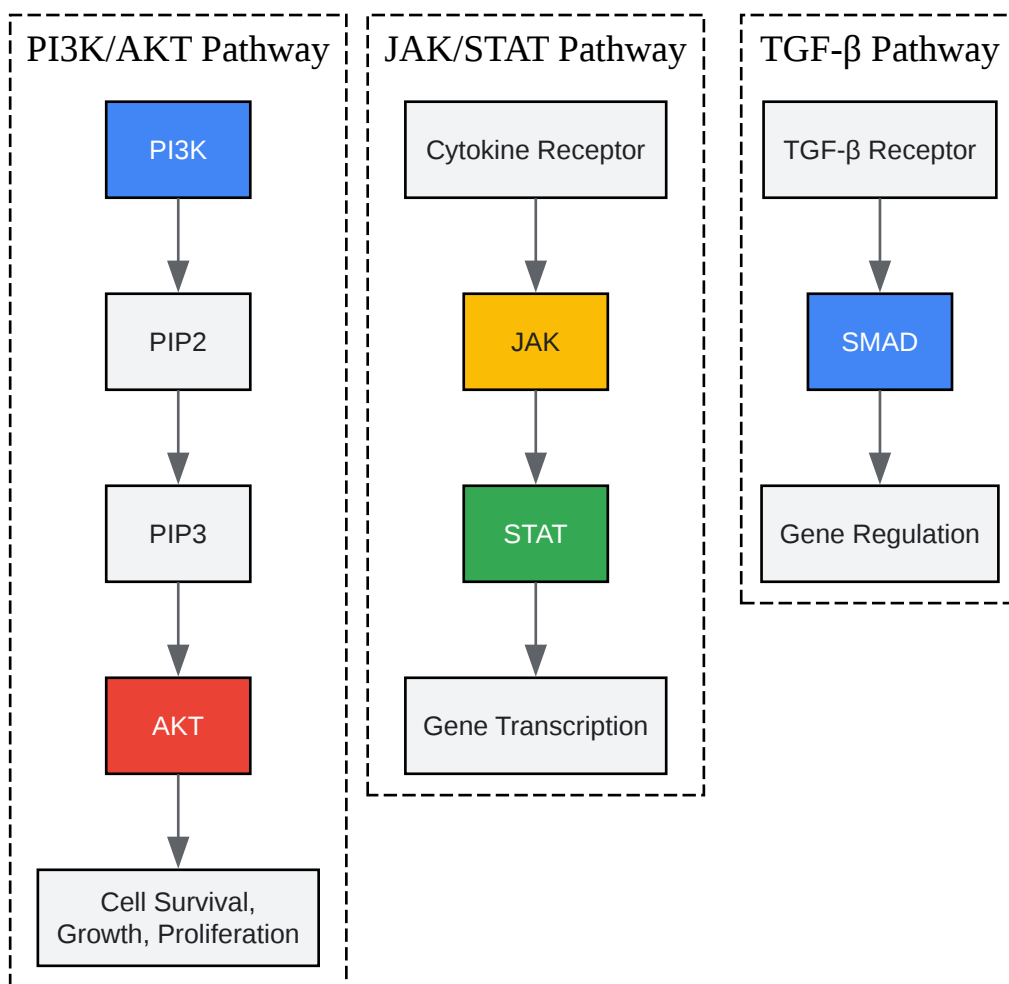 PI3K/AKT Pathway
PI3K
PIP2
PIP3
AKT
Cell Survival,
Growth, Proliferation
JAK/STAT Pathway
Cytokine Receptor
JAK
STAT
Gene Transcription
TGF-β Pathway
TGF-β Receptor
SMAD
Gene Regulation